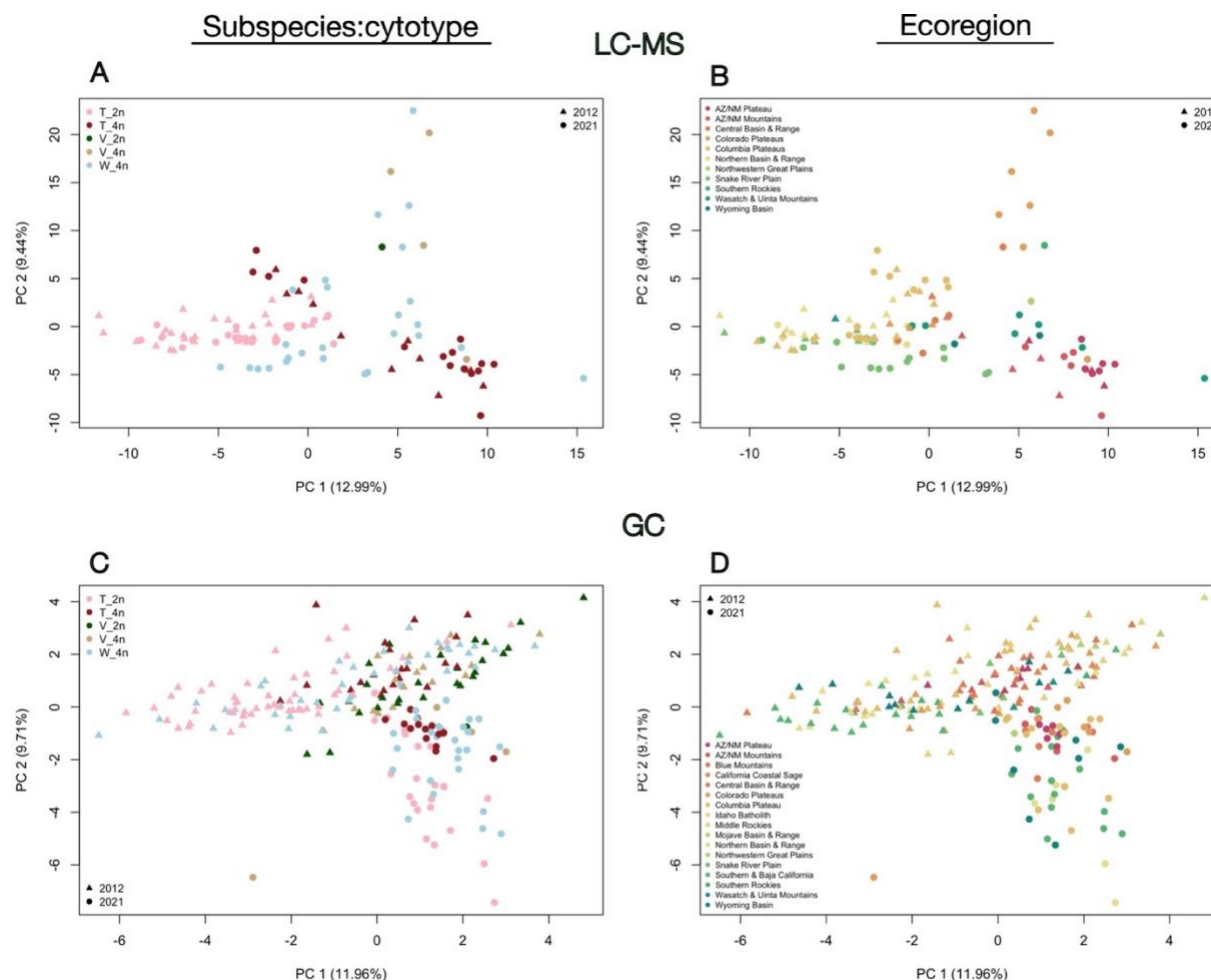 Subspecies:cytotype
LC-MS
Ecoregion
A
T_2n
T_4n
V_2n
V_4n
W_4n
2012
2021
20
15
10
5
0
-5
-10
PC 2 (9.44%)
-10
-5
0
5
10
15
PC 1 (12.99%)
B
AZ/NM Plateau
AZ/NM Mountains
Central Basin & Range
Colorado Plateaus
Columbia Plateaus
Northern Basin & Range
Northwestern Great Plains
Snake River Plain
Southern Rockies
Wasatch & Uinta Mountains
Wyoming Basin
20
15
10
5
0
-5
-10
PC 2 (9.44%)
-10
-5
0
5
10
15
PC 1 (12.99%)
GC
C
T_2n
T_4n
V_2n
V_4n
W_4n
2012
2021
4
2
0
-2
-4
-6
PC 2 (9.71%)
-6
-4
-2
0
2
4
PC 1 (11.96%)
D
2012
2021
AZ/NM Plateau
AZ/NM Mountains
Blue Mountains
California Coastal Sage
Central Basin & Range
Colorado Plateaus
Columbia Plateau
Idaho Batholith
Middle Rockies
Mojave Basin & Range
Northern Basin & Range
Northwestern Great Plains
Snake River Plain
Southern & Baja California
Southern Rockies
Wasatch & Uinta Mountains
Wyoming Basin
4
2
0
-2
-4
-6
PC 2 (9.71%)
-6
-4
-2
0
2
4
PC 1 (11.96%)